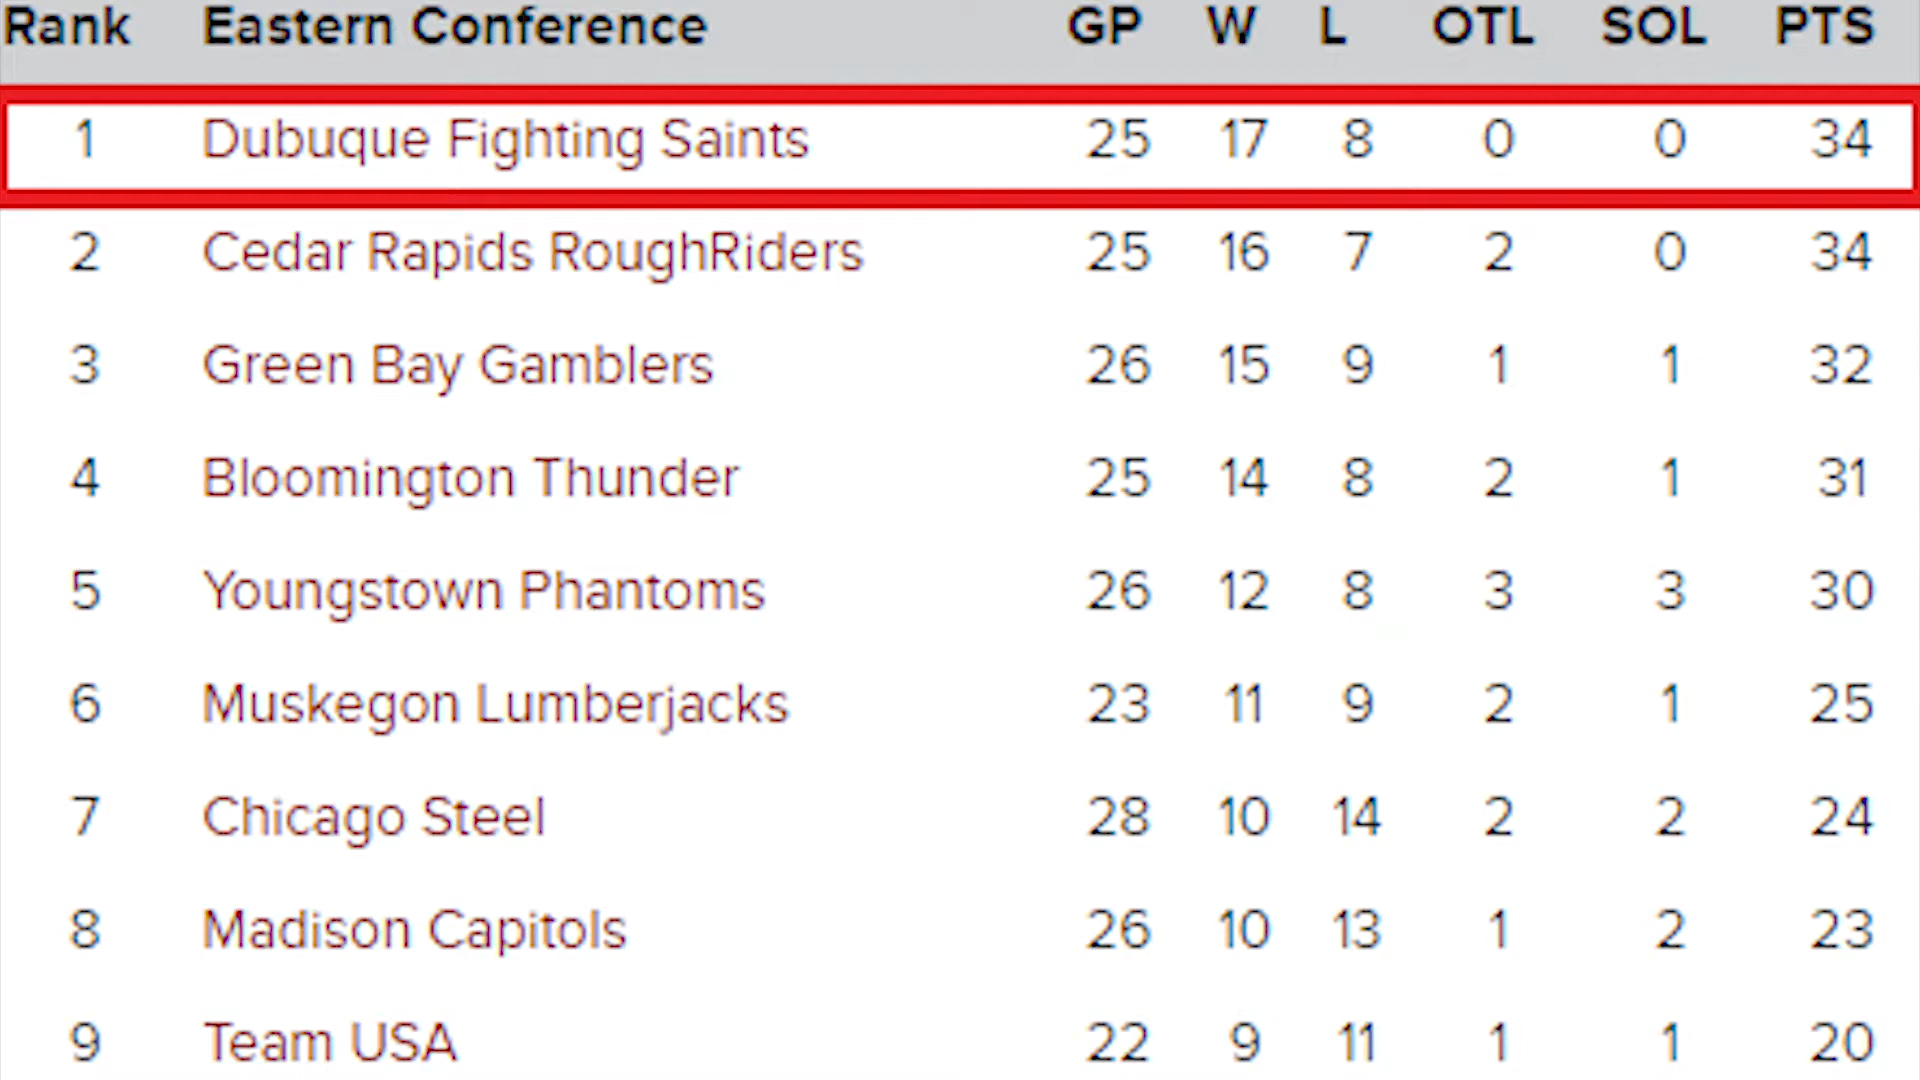 Rank Eastern Conference GP W L OTL SOL PTS
1 Dubuque Fighting Saints 25 17 8 0 0 34
2 Cedar Rapids RoughRiders 25 16 7 2 0 34
3 Green Bay Gamblers 26 15 9 1 1 32
4 Bloomington Thunder 25 14 8 2 1 31
5 Youngstown Phantoms 26 12 8 3 3 30
6 Muskegon Lumberjacks 23 11 9 2 1 25
7 Chicago Steel 28 10 14 2 2 24
8 Madison Capitols 26 10 13 1 2 23
9 Team USA 22 9 11 1 1 20